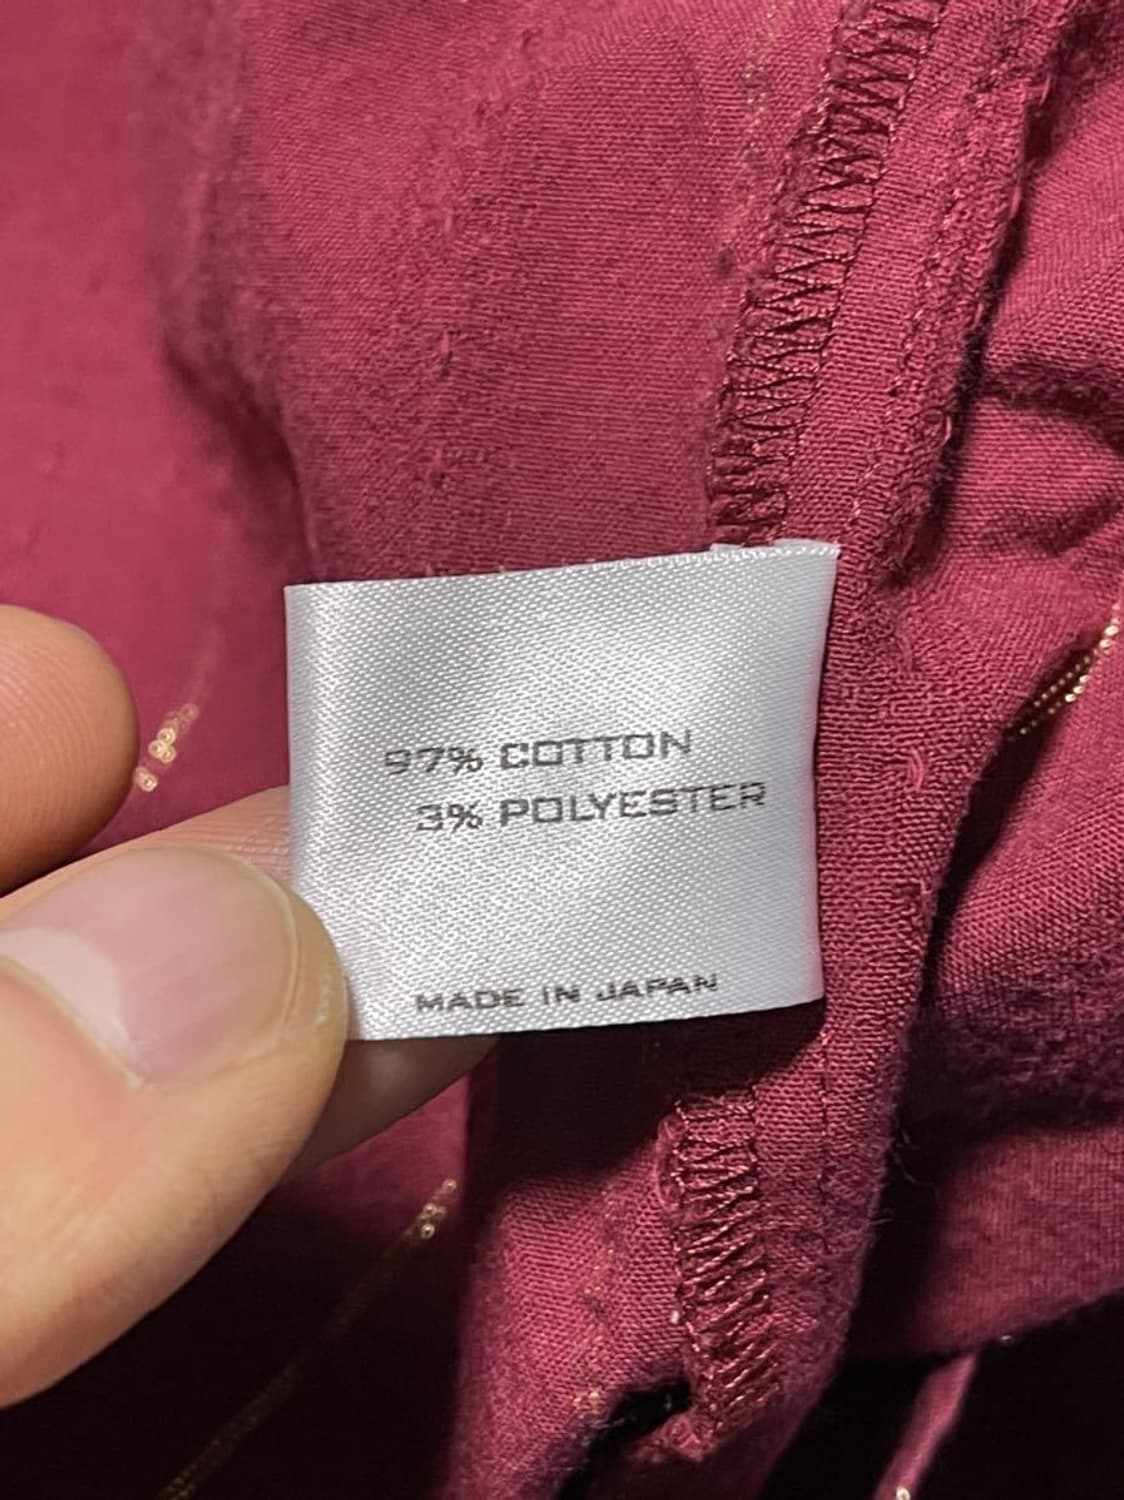 97% COTTON
3% POLYESTER
MADE IN JAPAN